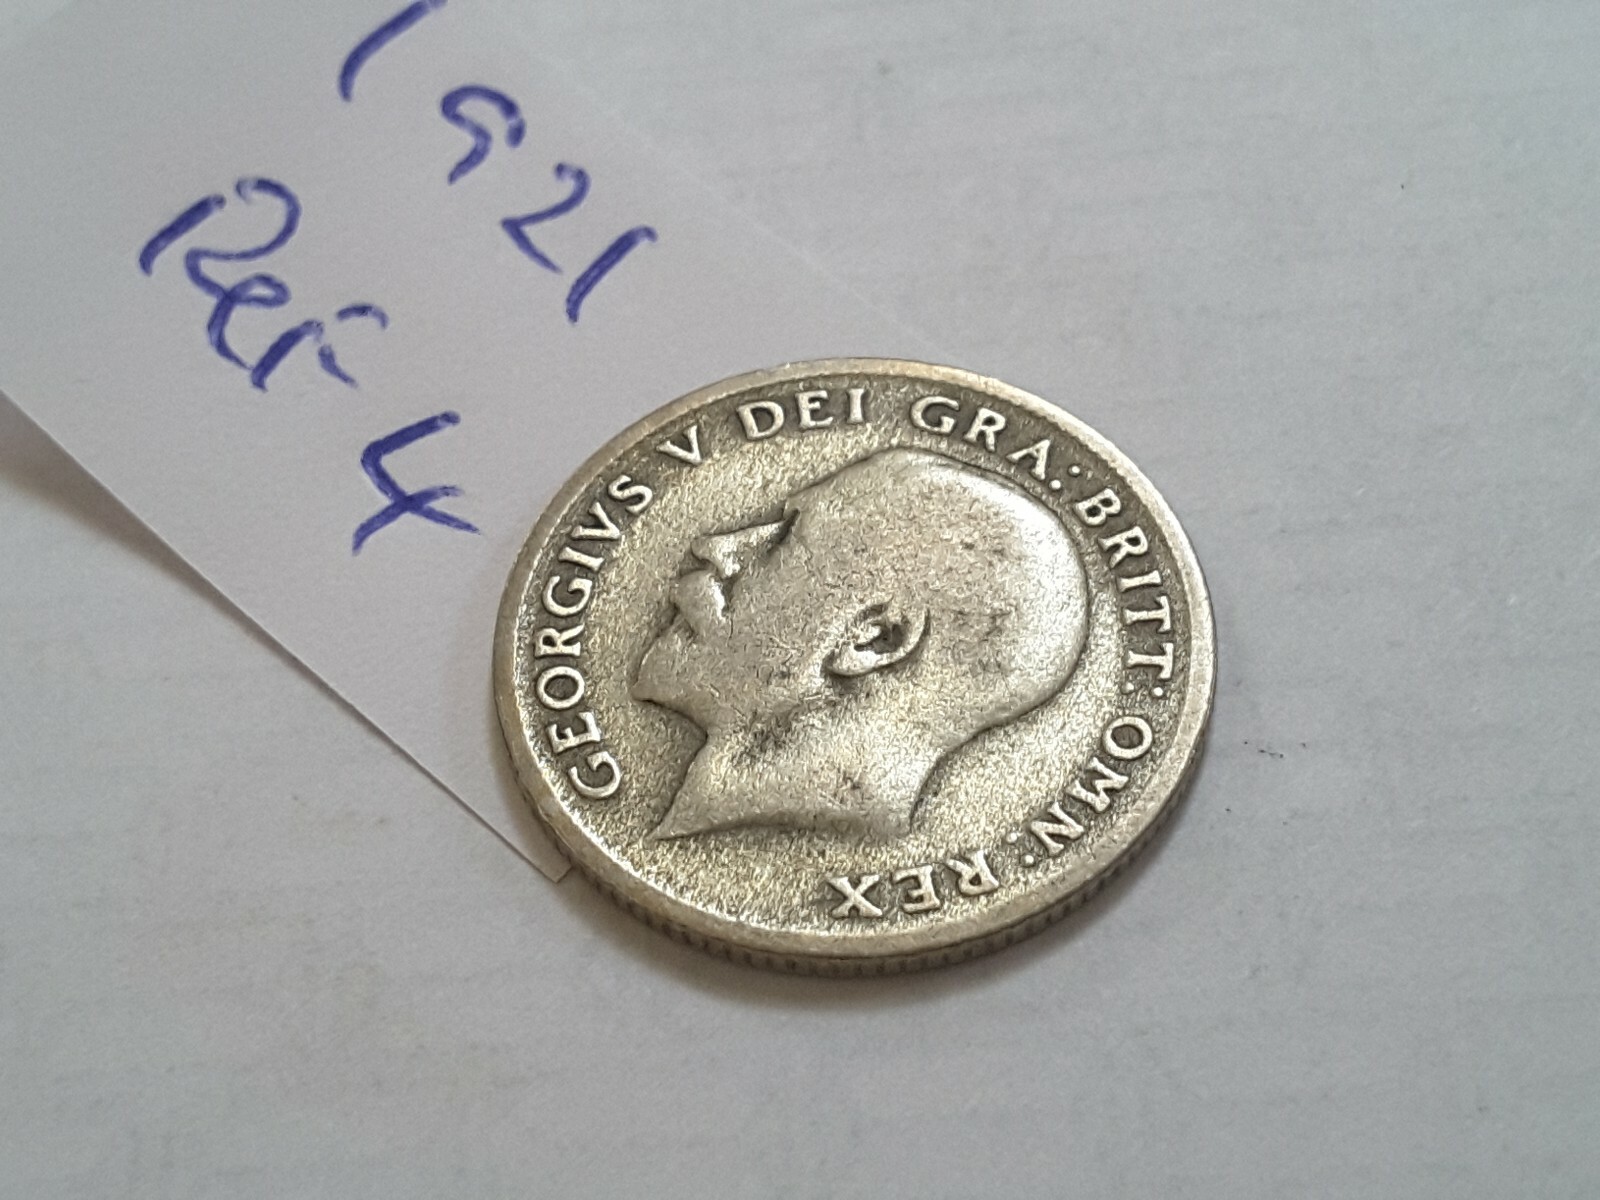 1921
Ref
4
GEORGIVS V DEI GRA: BRITT: OMN: REX